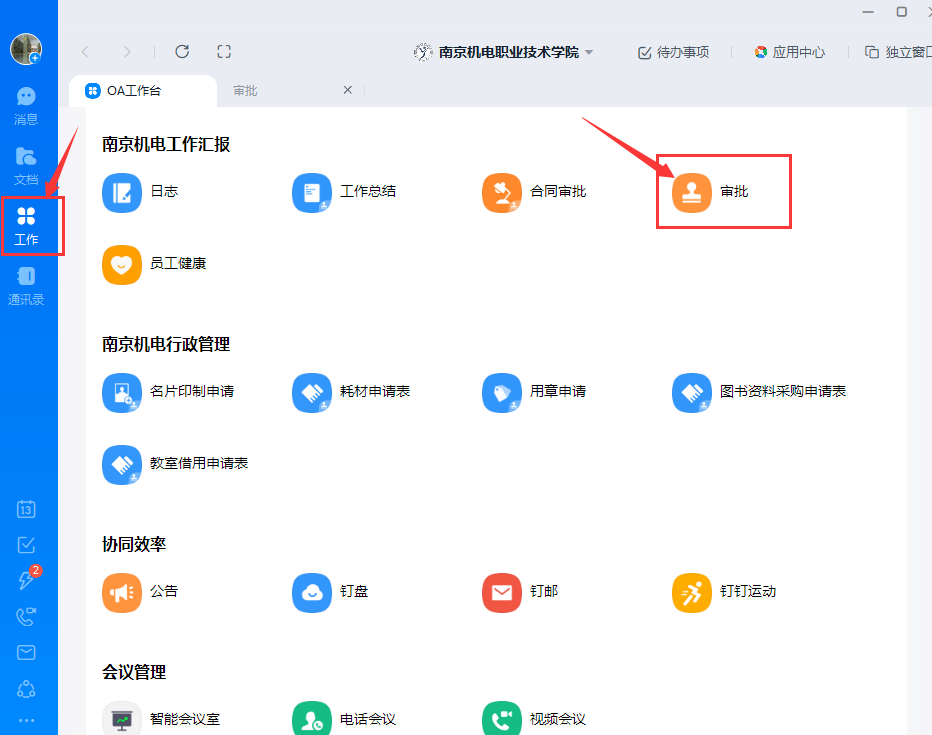 南京机电职业技术学院
待办事项
应用中心
独立窗口
OA工作台
审批
消息
文档
工作
通讯录
13
2
南京机电工作汇报
日志
工作总结
合同审批
审批
员工健康
南京机电行政管理
名片印制申请
耗材申请表
用章申请
图书资料采购申请表
教室借用申请表
协同效率
公告
钉盘
钉邮
钉钉运动
会议管理
智能会议室
电话会议
视频会议